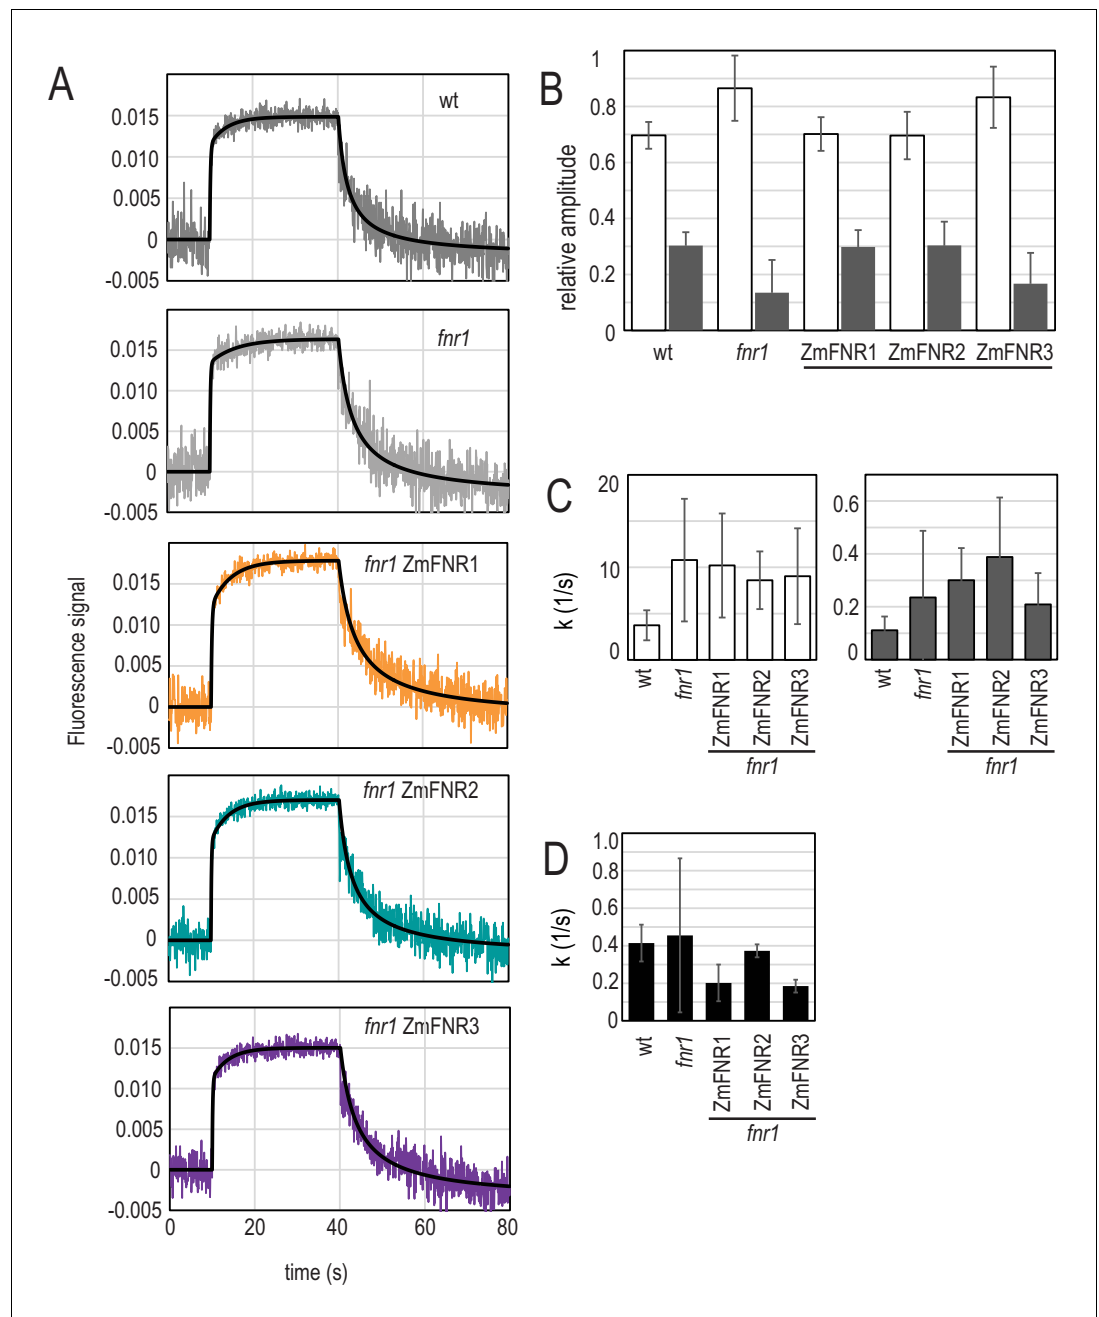 A
wt
0.015
0.010
0.005
0
-0.005
fnr1
0.015
0.010
0.005
0
-0.005
fnr1 ZmFNR1
0.015
0.010
0.005
0
-0.005
fnr1 ZmFNR2
0.015
0.010
0.005
0
-0.005
fnr1 ZmFNR3
0.015
0.010
0.005
0
-0.005
0 20 40 60 80
time (s)
Fluorescence signal
B
1
0.8
0.6
0.4
0.2
0
relative amplitude
wt fnr1 ZmFNR1 ZmFNR2 ZmFNR3
C
20
10
0
k (1/s)
wt
fnr1
ZmFNR1
ZmFNR2
ZmFNR3
fnr1
0.6
0.4
0.2
0
wt
fnr1
ZmFNR1
ZmFNR2
ZmFNR3
fnr1
D
1.0
0.8
0.6
0.4
0.2
0
k (1/s)
wt
fnr1
ZmFNR1
ZmFNR2
ZmFNR3
fnr1